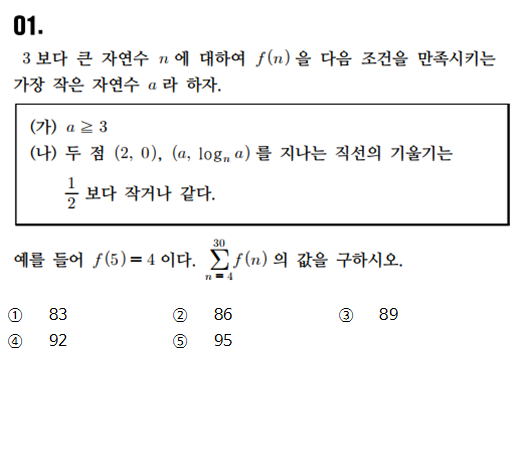 01.
3보다 큰 자연수 n에 대하여 f(n)을 다음 조건을 만족시키는
가장 작은 자연수 a라 하자.
(가) a ≧ 3
(나) 두 점 (2, 0), (a, logₙ a)를 지나는 직선의 기울기는
1/2 보다 작거나 같다.
예를 들어 f(5)=4이다. ∑_{n=4}^{30} f(n)의 값을 구하시오.
① 83 ② 86 ③ 89
④ 92 ⑤ 95